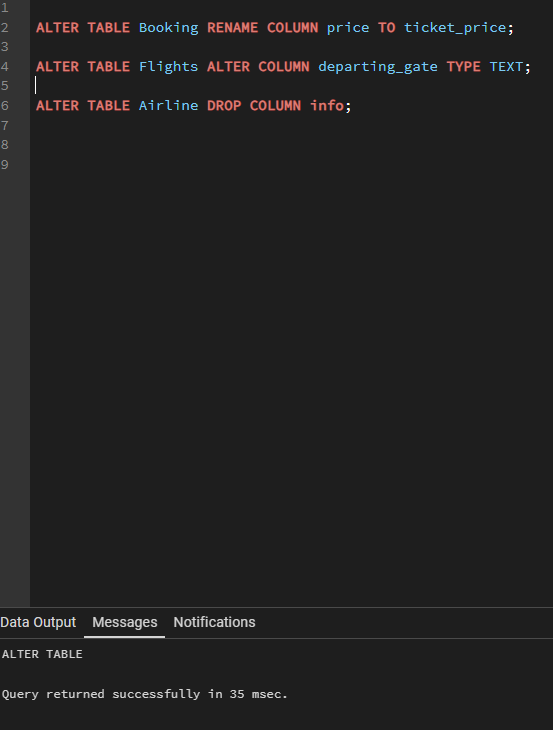 1
2 ALTER TABLE Booking RENAME COLUMN price TO ticket_price;
3
4 ALTER TABLE Flights ALTER COLUMN departing_gate TYPE TEXT;
5
6 ALTER TABLE Airline DROP COLUMN info;
7
8
9
Data Output Messages Notifications
ALTER TABLE
Query returned successfully in 35 msec.